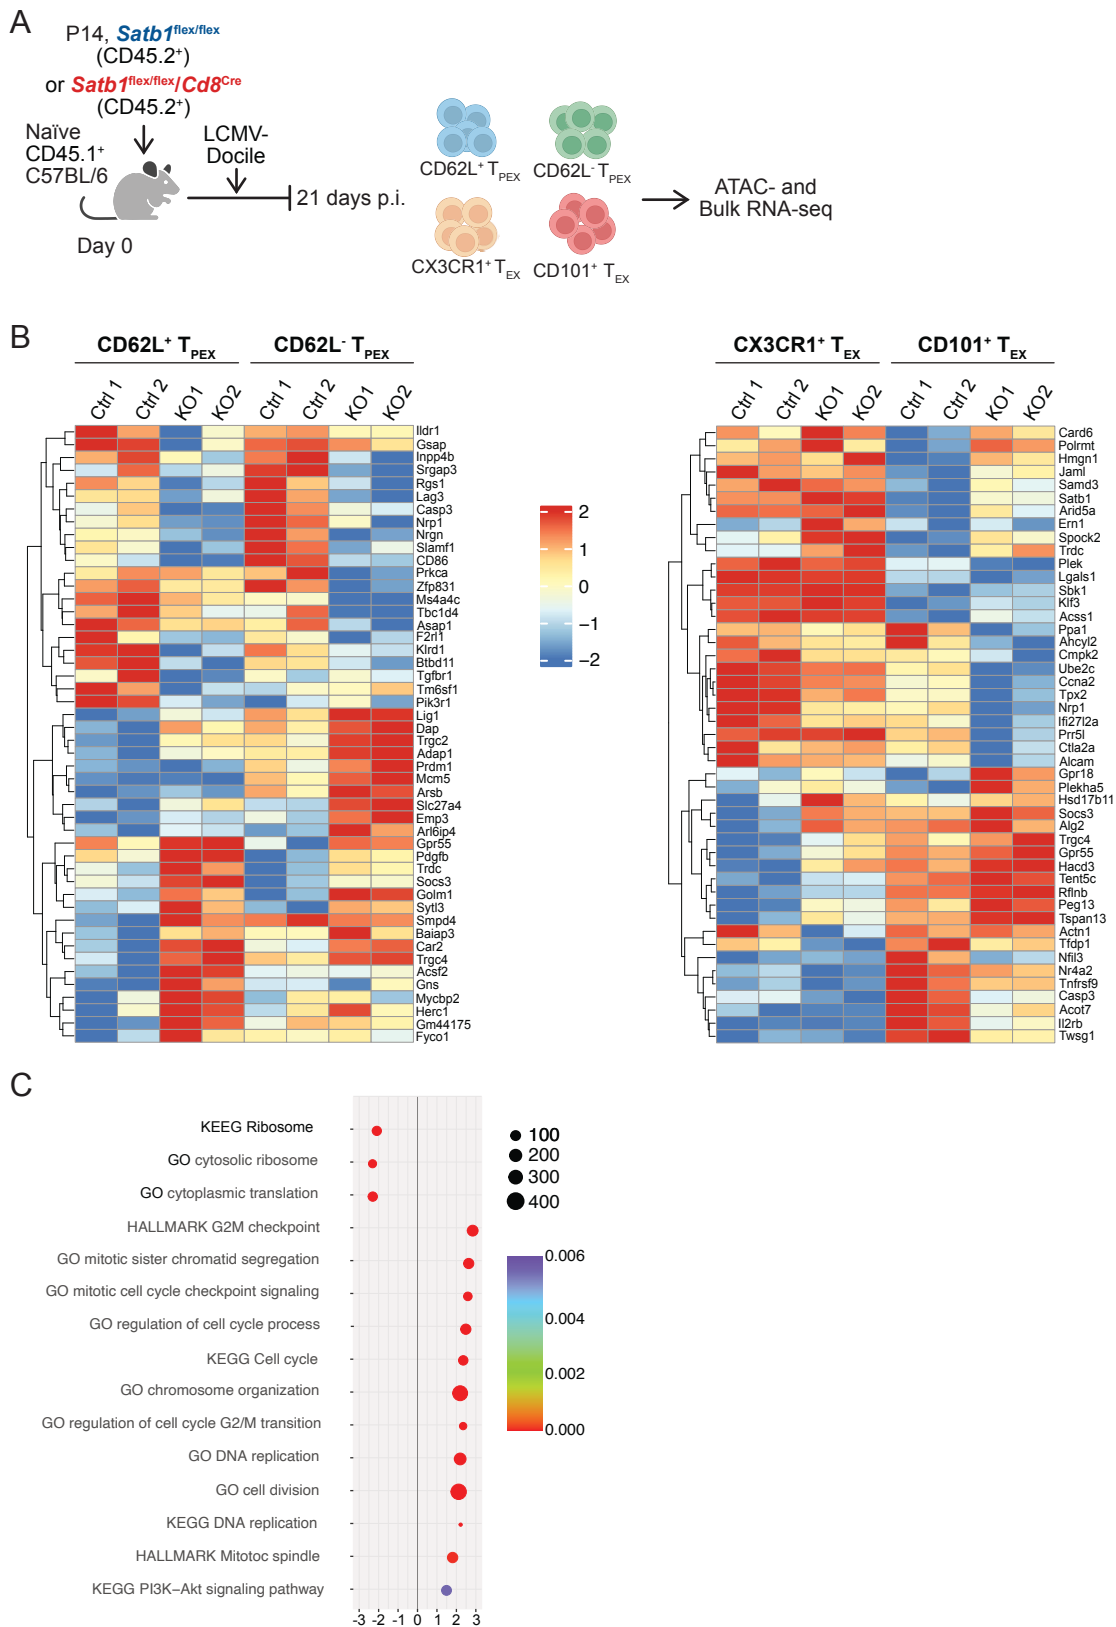 A
P14, Satb1flex/flex
(CD45.2+)
or Satb1flex/flex/Cd8Cre
(CD45.2+)
Naïve
CD45.1+
C57BL/6
LCMV-
Docile
21 days p.i.
Day 0
CD62L+ TPEX
CD62L- TPEX
CX3CR1+ TEX
CD101+ TEX
ATAC- and
Bulk RNA-seq
B
CD62L+ TPEX
CD62L- TPEX
Ctrl 1
Ctrl 2
KO1
KO2
Ctrl 1
Ctrl 2
KO1
KO2
Ildr1
Gsap
Inpp4b
Srgap3
Rgs1
Lag3
Casp3
Nrp1
Nrgn
Slamf1
CD86
Prkca
Zfp831
Ms4a4c
Tbc1d4
Asap1
F2rl1
Klrd1
Btbd11
Tgfbr1
Tm6sf1
Pik3r1
Lig1
Dap
Trgc2
Adap1
Prdm1
Mcm5
Arsb
Slc27a4
Emp3
Arl6ip4
Gpr55
Pdgfb
Trdc
Socs3
Golm1
Sytl3
Smpd4
Baiap3
Car2
Trgc4
Acsf2
Gns
Mycbp2
Herc1
Gm44175
Fyco1
2
1
0
−1
−2
CX3CR1+ TEX
CD101+ TEX
Ctrl 1
Ctrl 2
KO1
KO2
Ctrl 1
Ctrl 2
KO1
KO2
Card6
Polrmt
Hmgn1
Jaml
Samd3
Satb1
Arid5a
Ern1
Spock2
Trdc
Plek
Lgals1
Sbk1
Klf3
Acss1
Ppa1
Ahcyl2
Cmpk2
Ube2c
Ccna2
Tpx2
Nrp1
Ifi27l2a
Prr5l
Ctla2a
Alcam
Gpr18
Plekha5
Hsd17b11
Socs3
Alg2
Trgc4
Gpr55
Hacd3
Tent5c
Rflnb
Peg13
Tspan13
Actn1
Tfdp1
Nfil3
Nr4a2
Tnfrsf9
Casp3
Acot7
Il2rb
Twsg1
C
KEEG Ribosome
GO cytosolic ribosome
GO cytoplasmic translation
HALLMARK G2M checkpoint
GO mitotic sister chromatid segregation
GO mitotic cell cycle checkpoint signaling
GO regulation of cell cycle process
KEGG Cell cycle
GO chromosome organization
GO regulation of cell cycle G2/M transition
GO DNA replication
GO cell division
KEGG DNA replication
HALLMARK Mitotoc spindle
KEGG PI3K−Akt signaling pathway
-3 -2 -1 0 1 2 3
100
200
300
400
0.006
0.004
0.002
0.000